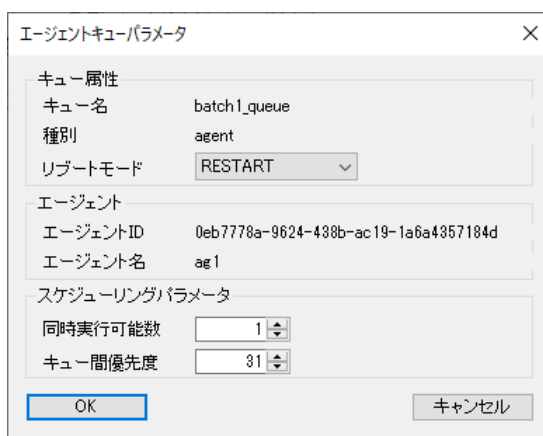 エージェントキューパラメータ
キュー属性
キュー名 batch1_queue
種別 agent
リブートモード RESTART
エージェント
エージェントID 0eb7778a-9624-438b-ac19-1a6a4357184d
エージェント名 ag1
スケジューリングパラメータ
同時実行可能数 1
キュー間優先度 31
OK キャンセル